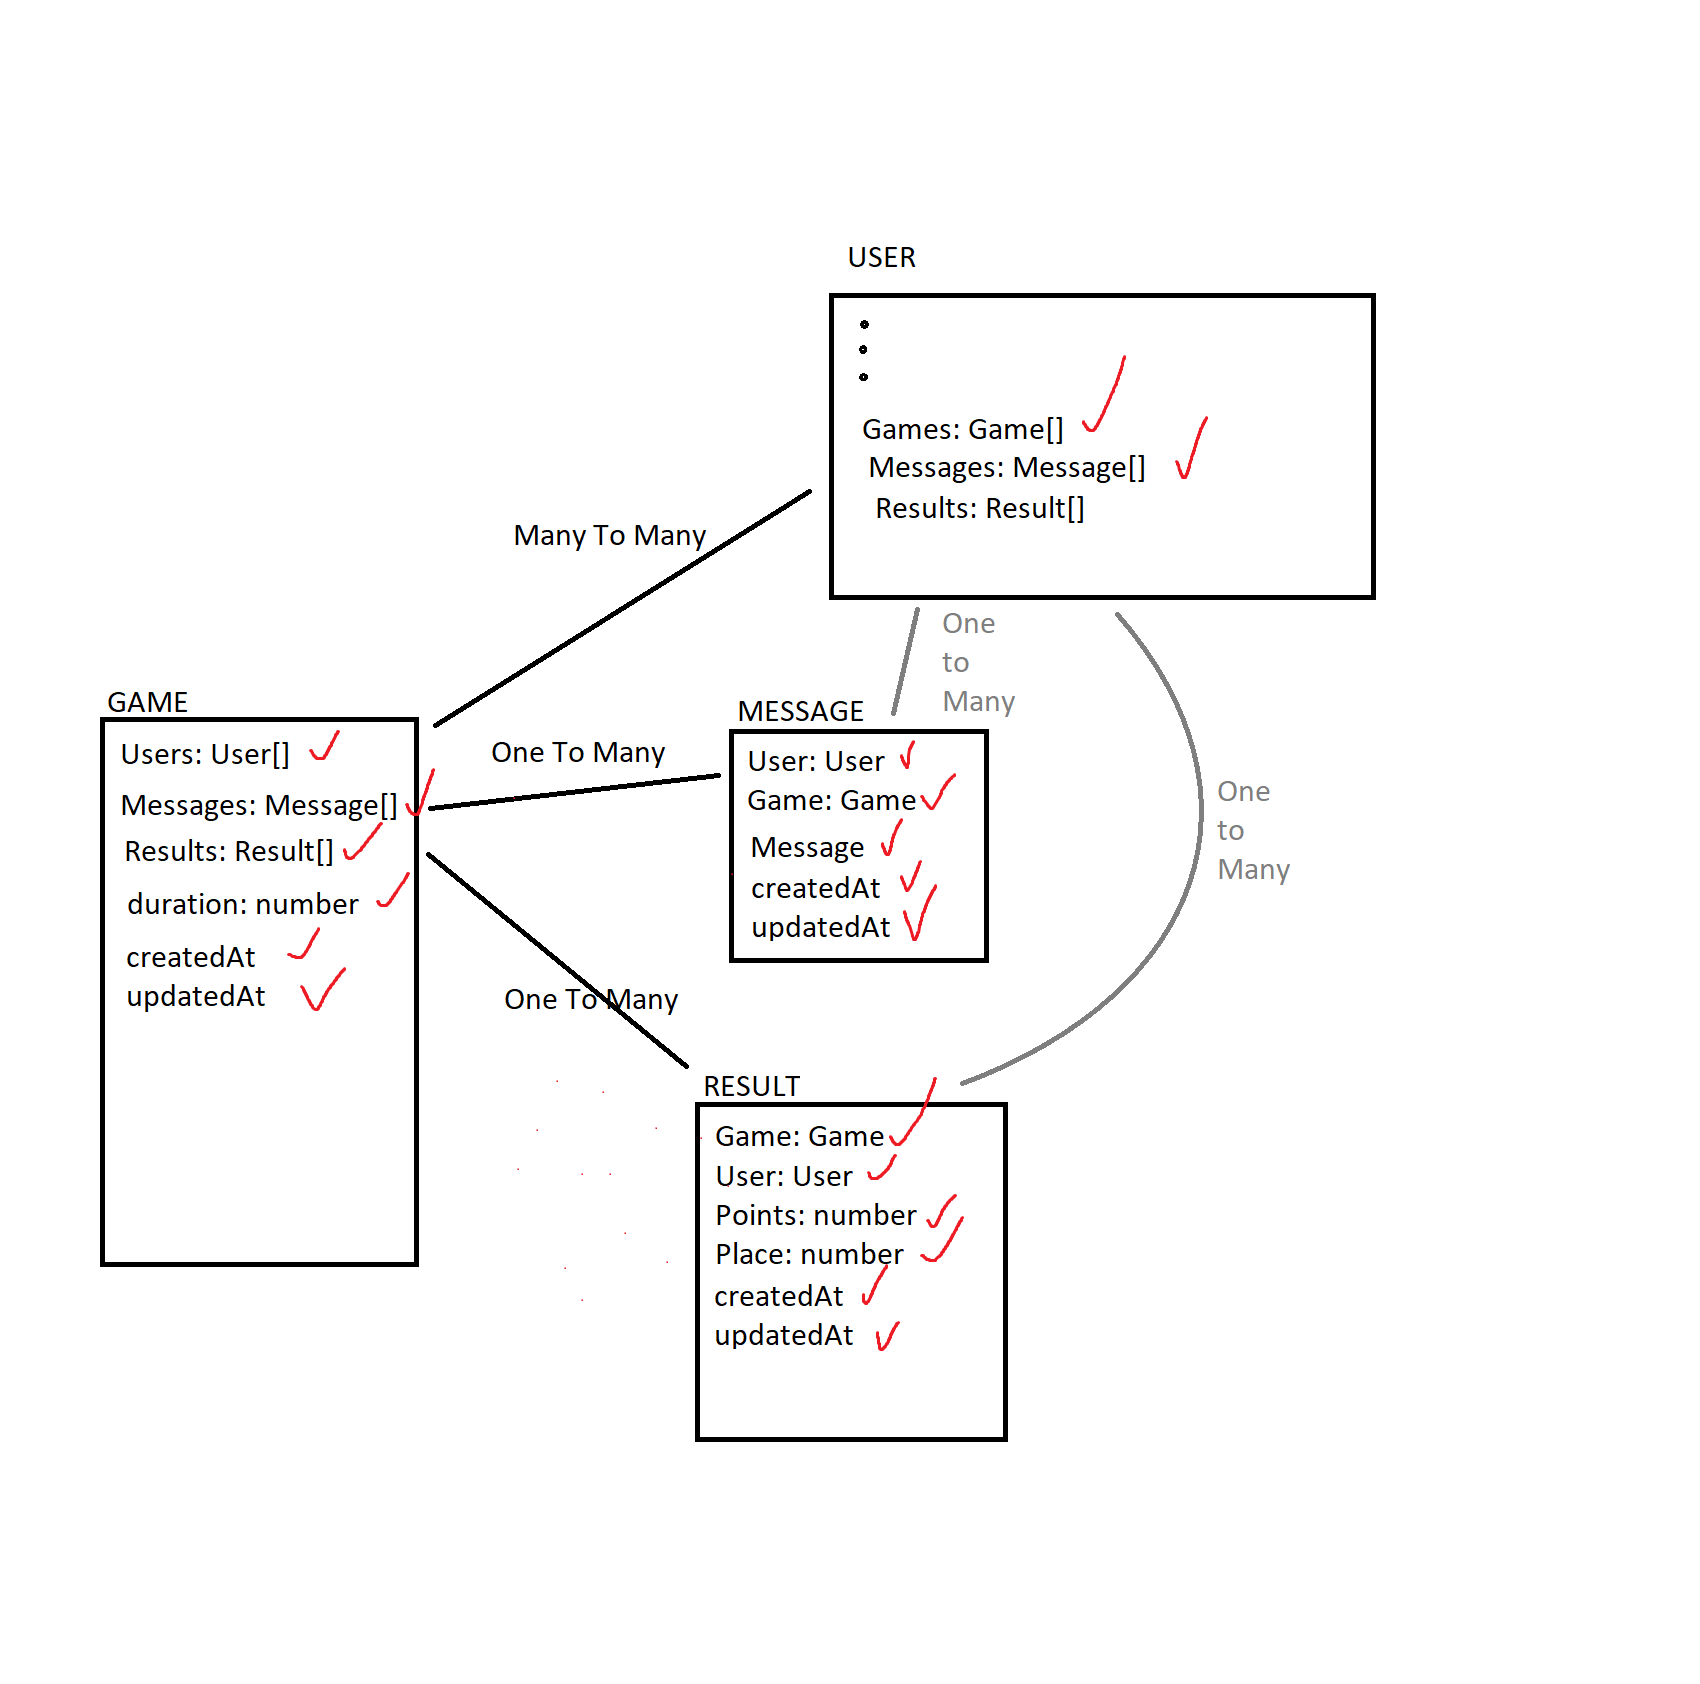 USER
Games: Game[]
Messages: Message[]
Results: Result[]
Many To Many
One
to
Many
GAME
Users: User[]
Messages: Message[]
Results: Result[]
duration: number
createdAt
updatedAt
One To Many
MESSAGE
User: User
Game: Game
Message
createdAt
updatedAt
One
to
Many
One To Many
RESULT
Game: Game
User: User
Points: number
Place: number
createdAt
updatedAt